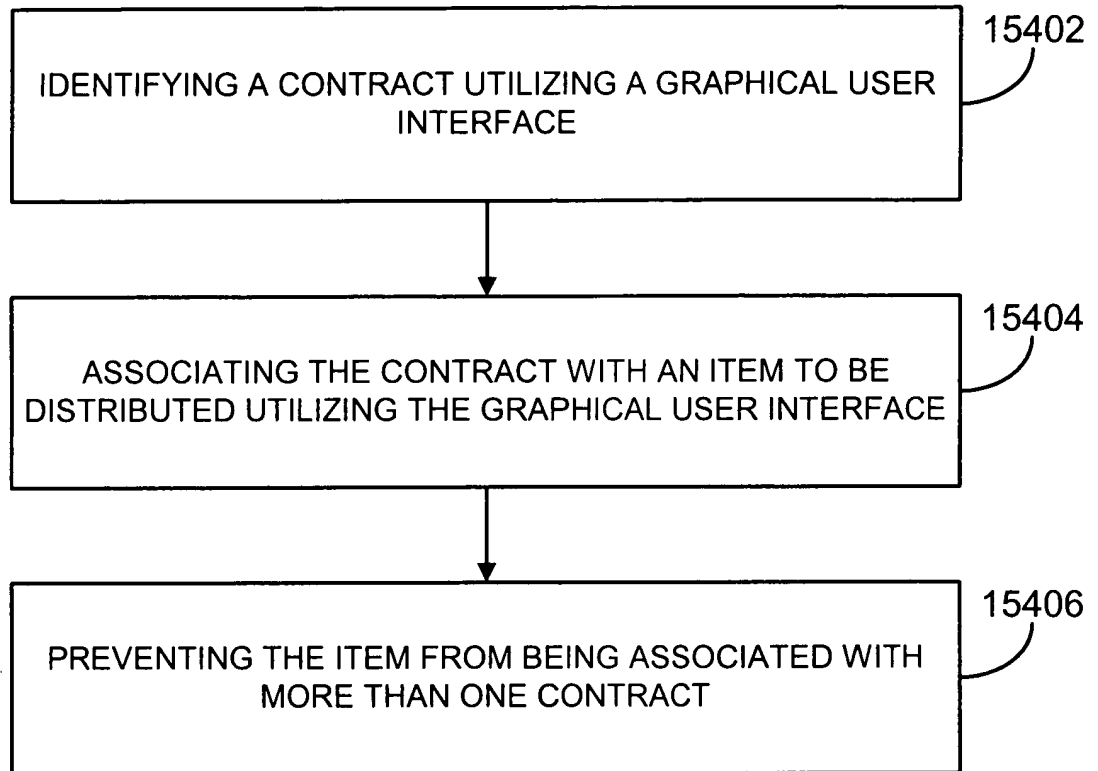 15402
IDENTIFYING A CONTRACT UTILIZING A GRAPHICAL USER
INTERFACE
15404
ASSOCIATING THE CONTRACT WITH AN ITEM TO BE
DISTRIBUTED UTILIZING THE GRAPHICAL USER INTERFACE
15406
PREVENTING THE ITEM FROM BEING ASSOCIATED WITH
MORE THAN ONE CONTRACT